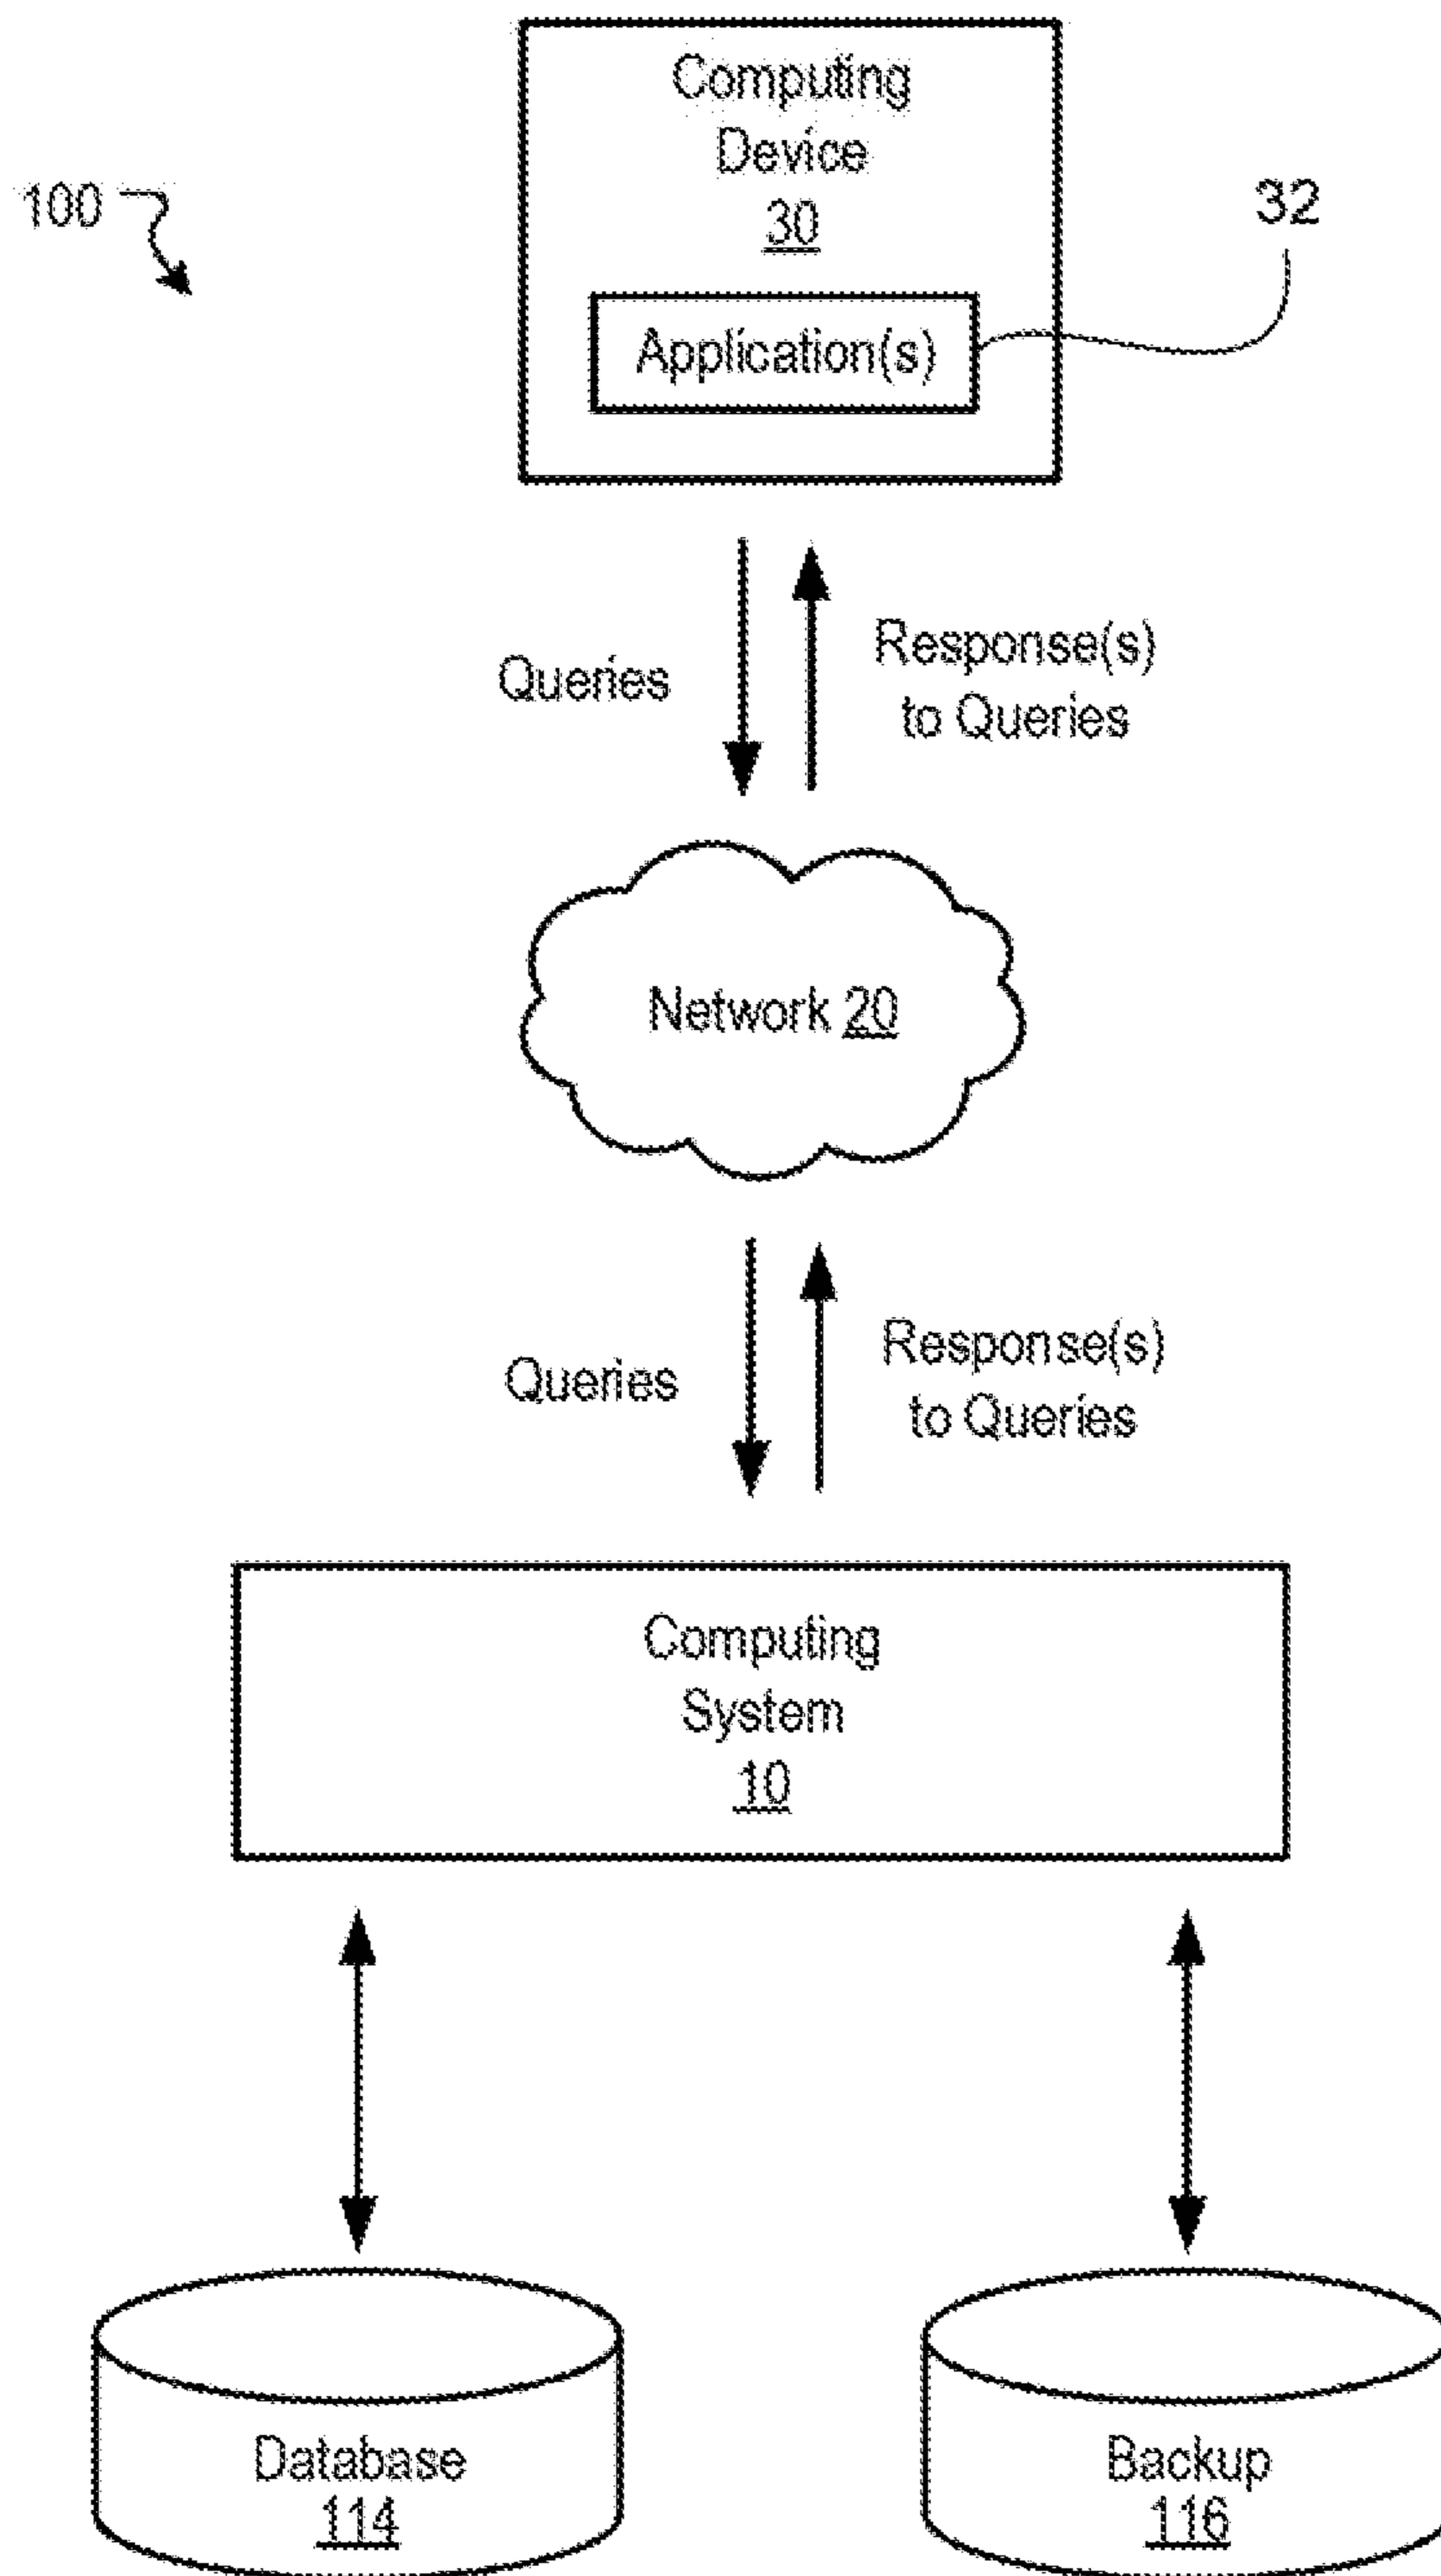 Computing
Device
30
100
32
Application(s)
Queries
Response(s)
to Queries
Network 20
Queries
Response(s)
to Queries
Computing
System
10
Database
114
Backup
116